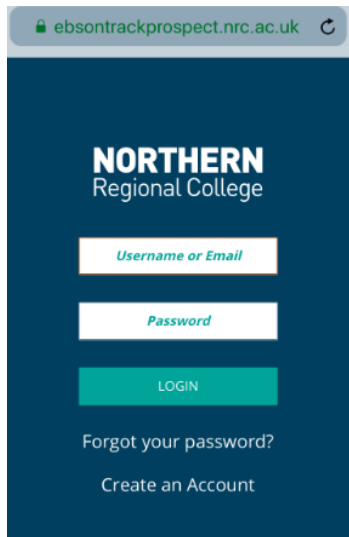 ebsontrackprospect.nrc.ac.uk
NORTHERN
Regional College
Username or Email
Password
LOGIN
Forgot your password?
Create an Account